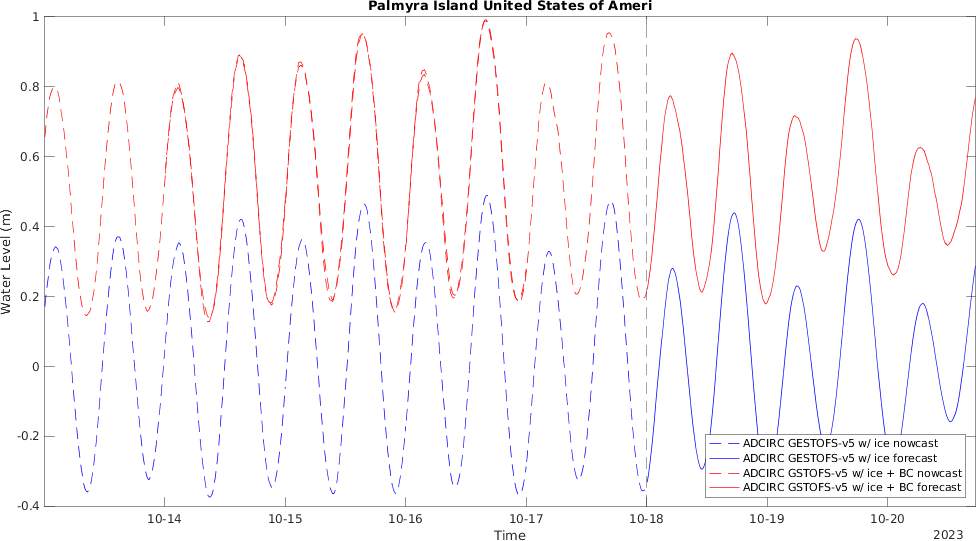 Palmyra Island United States of Ameri
1
0.8
0.6
0.4
0.2
0
-0.2
-0.4
Water Level (m)
ADCIRC GESTOFS-v5 w/ ice nowcast
ADCIRC GESTOFS-v5 w/ ice forecast
ADCIRC GSTOFS-v5 w/ ice + BC nowcast
ADCIRC GSTOFS-v5 w/ ice + BC forecast
10-14 10-15 10-16 10-17 10-18 10-19 10-20
Time
2023